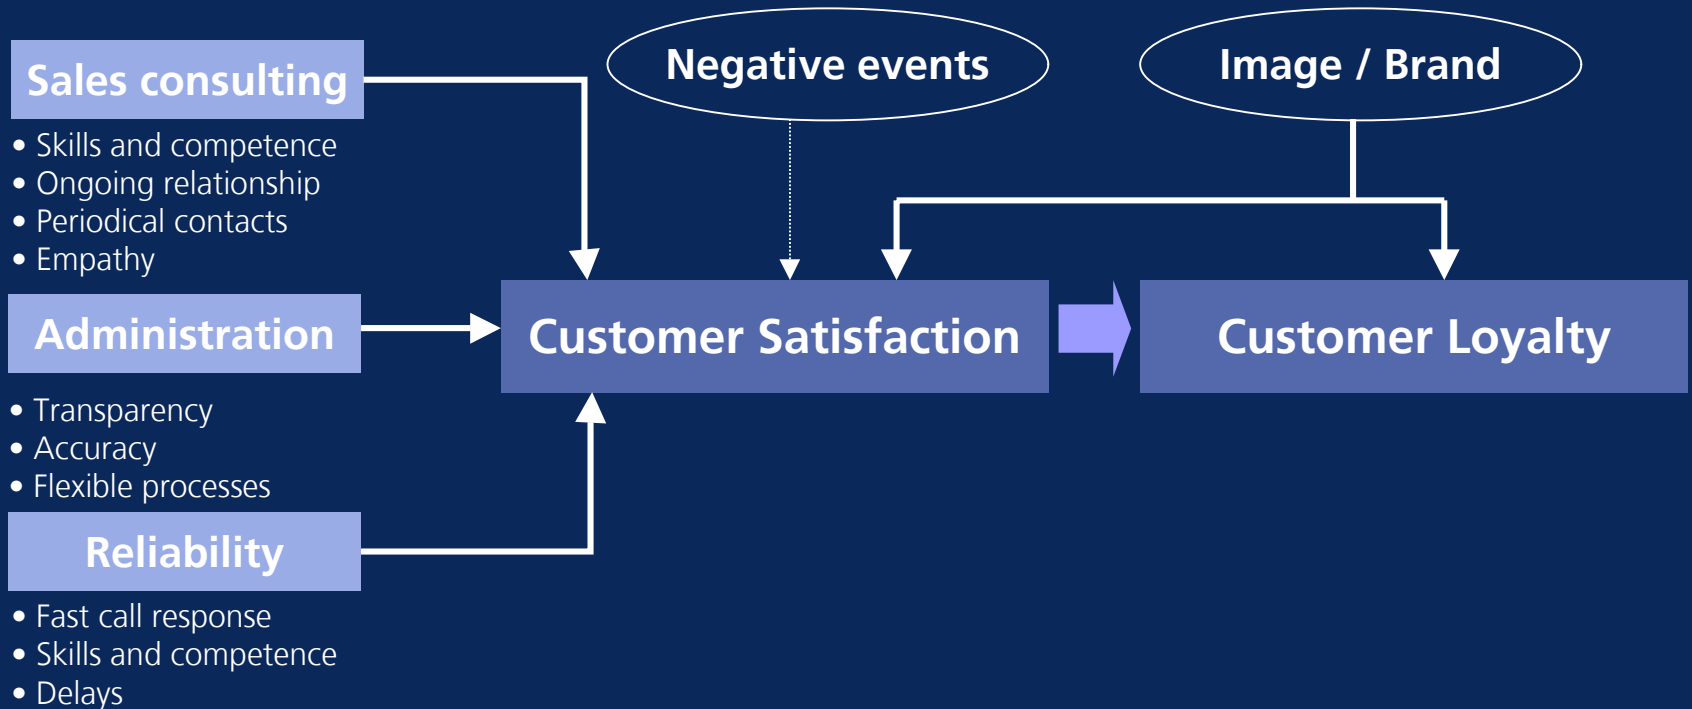 Sales consulting
• Skills and competence
• Ongoing relationship
• Periodical contacts
• Empathy
Administration
• Transparency
• Accuracy
• Flexible processes
Reliability
• Fast call response
• Skills and competence
• Delays
Negative events
Image / Brand
Customer Satisfaction
Customer Loyalty